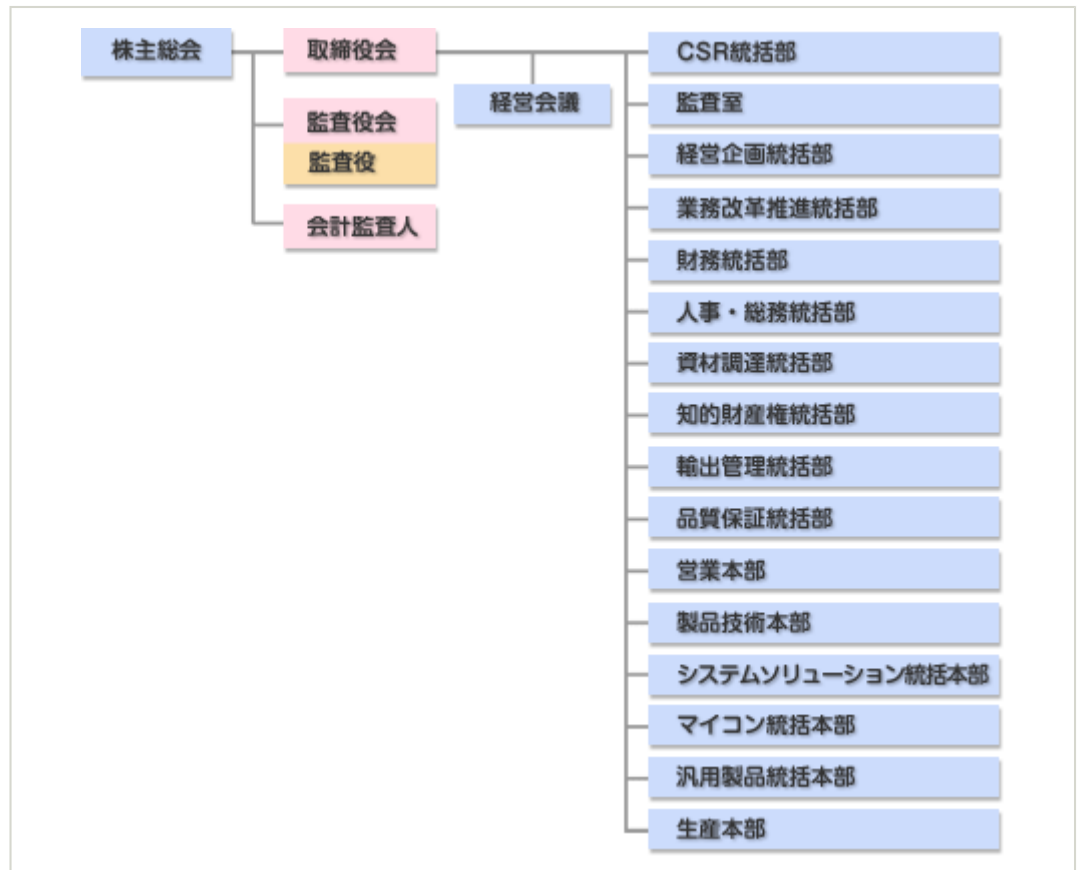 株主総会
取締役会
監査役会
監査役
会計監査人
経営会議
CSR統括部
監査室
経営企画統括部
業務改革推進統括部
財務統括部
人事・総務統括部
資材調達統括部
知的財産権統括部
輸出管理統括部
品質保証統括部
営業本部
製品技術本部
システムソリューション統括本部
マイコン統括本部
汎用製品統括本部
生産本部